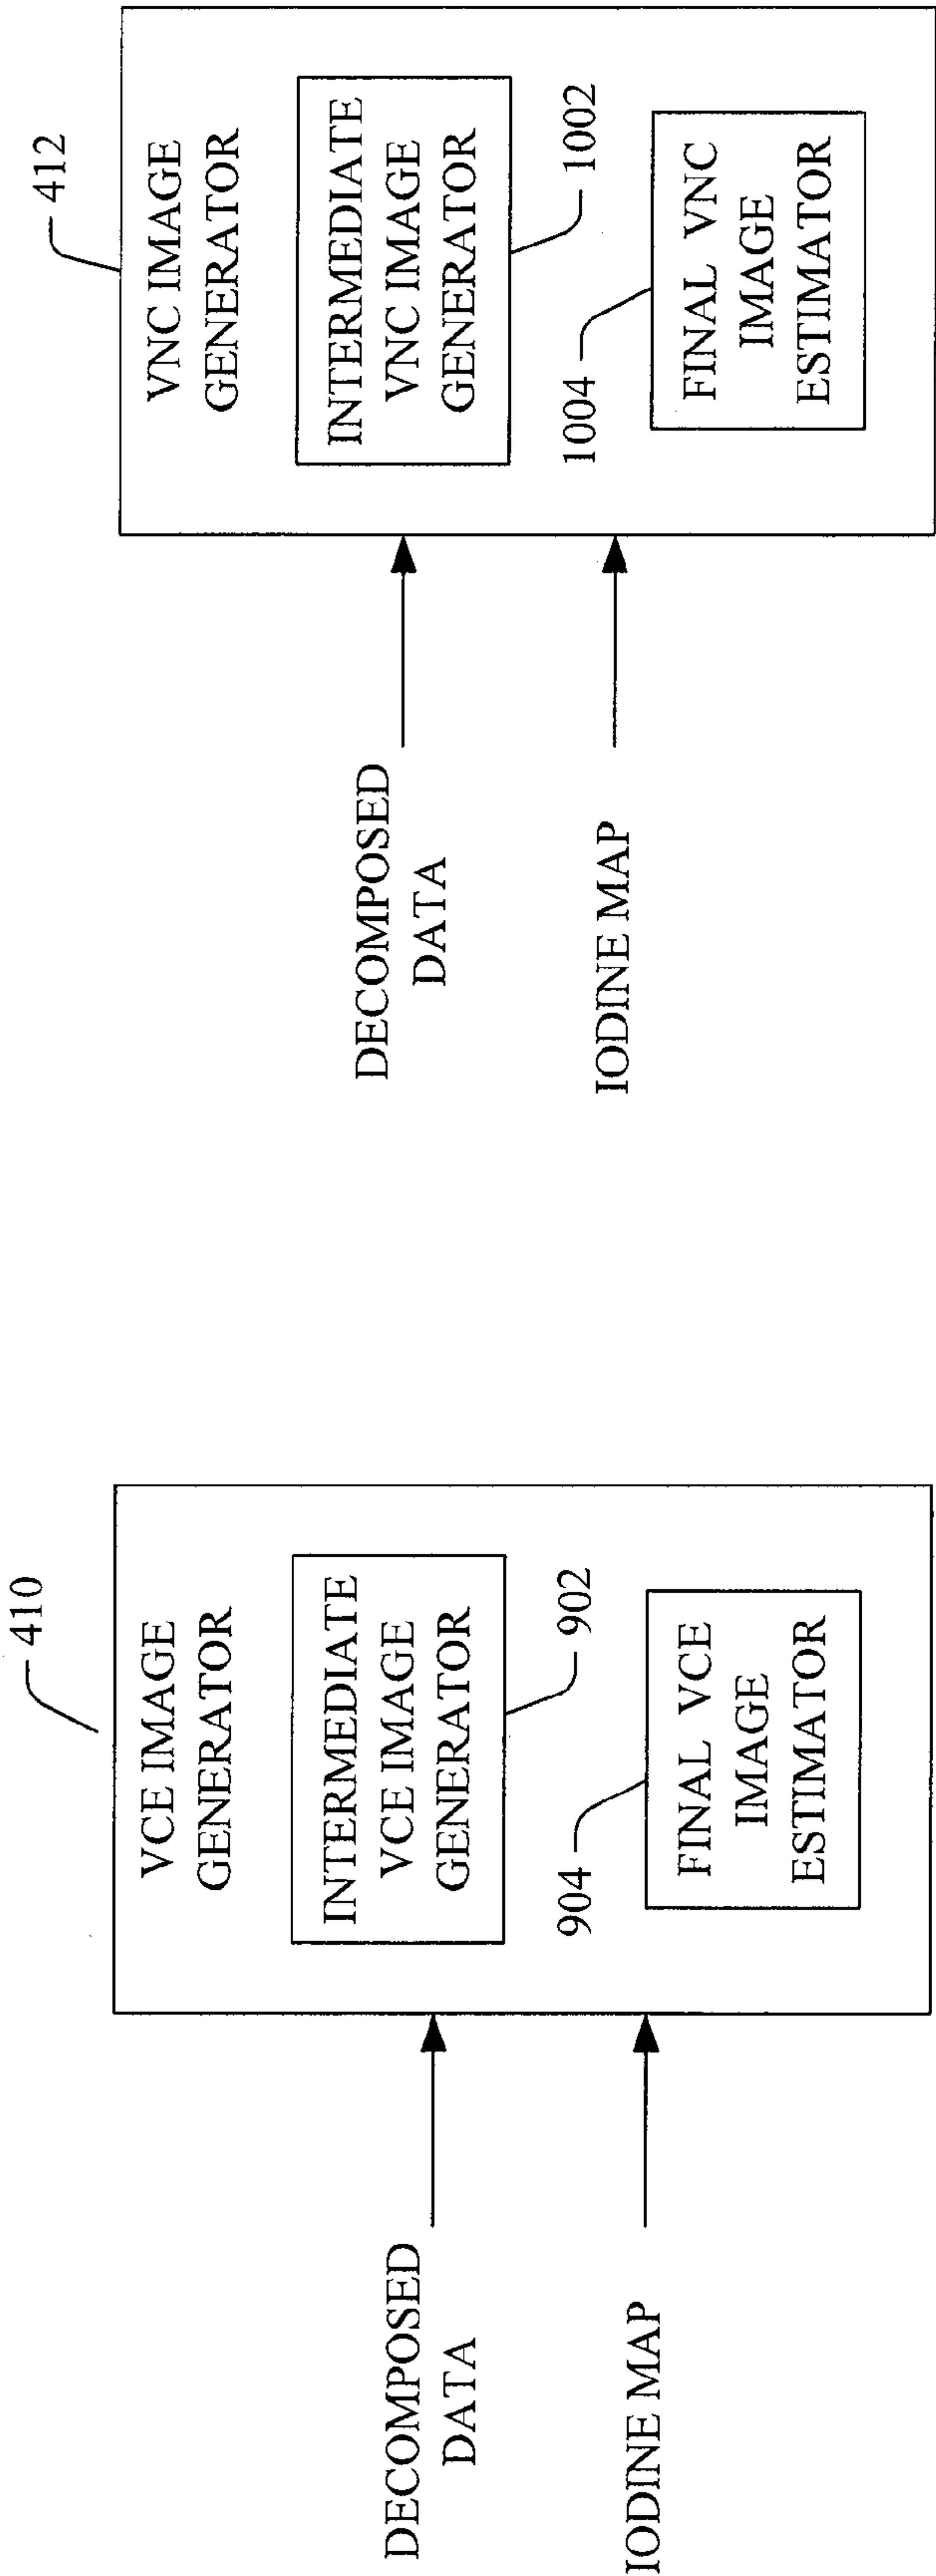 410
VCE IMAGE
GENERATOR
INTERMEDIATE
VCE IMAGE
GENERATOR
902
904
FINAL VCE
IMAGE
ESTIMATOR
DECOMPOSED
DATA
IODINE MAP
412
VNC IMAGE
GENERATOR
INTERMEDIATE
VNC IMAGE
GENERATOR
1002
1004
FINAL VNC
IMAGE
ESTIMATOR
DECOMPOSED
DATA
IODINE MAP